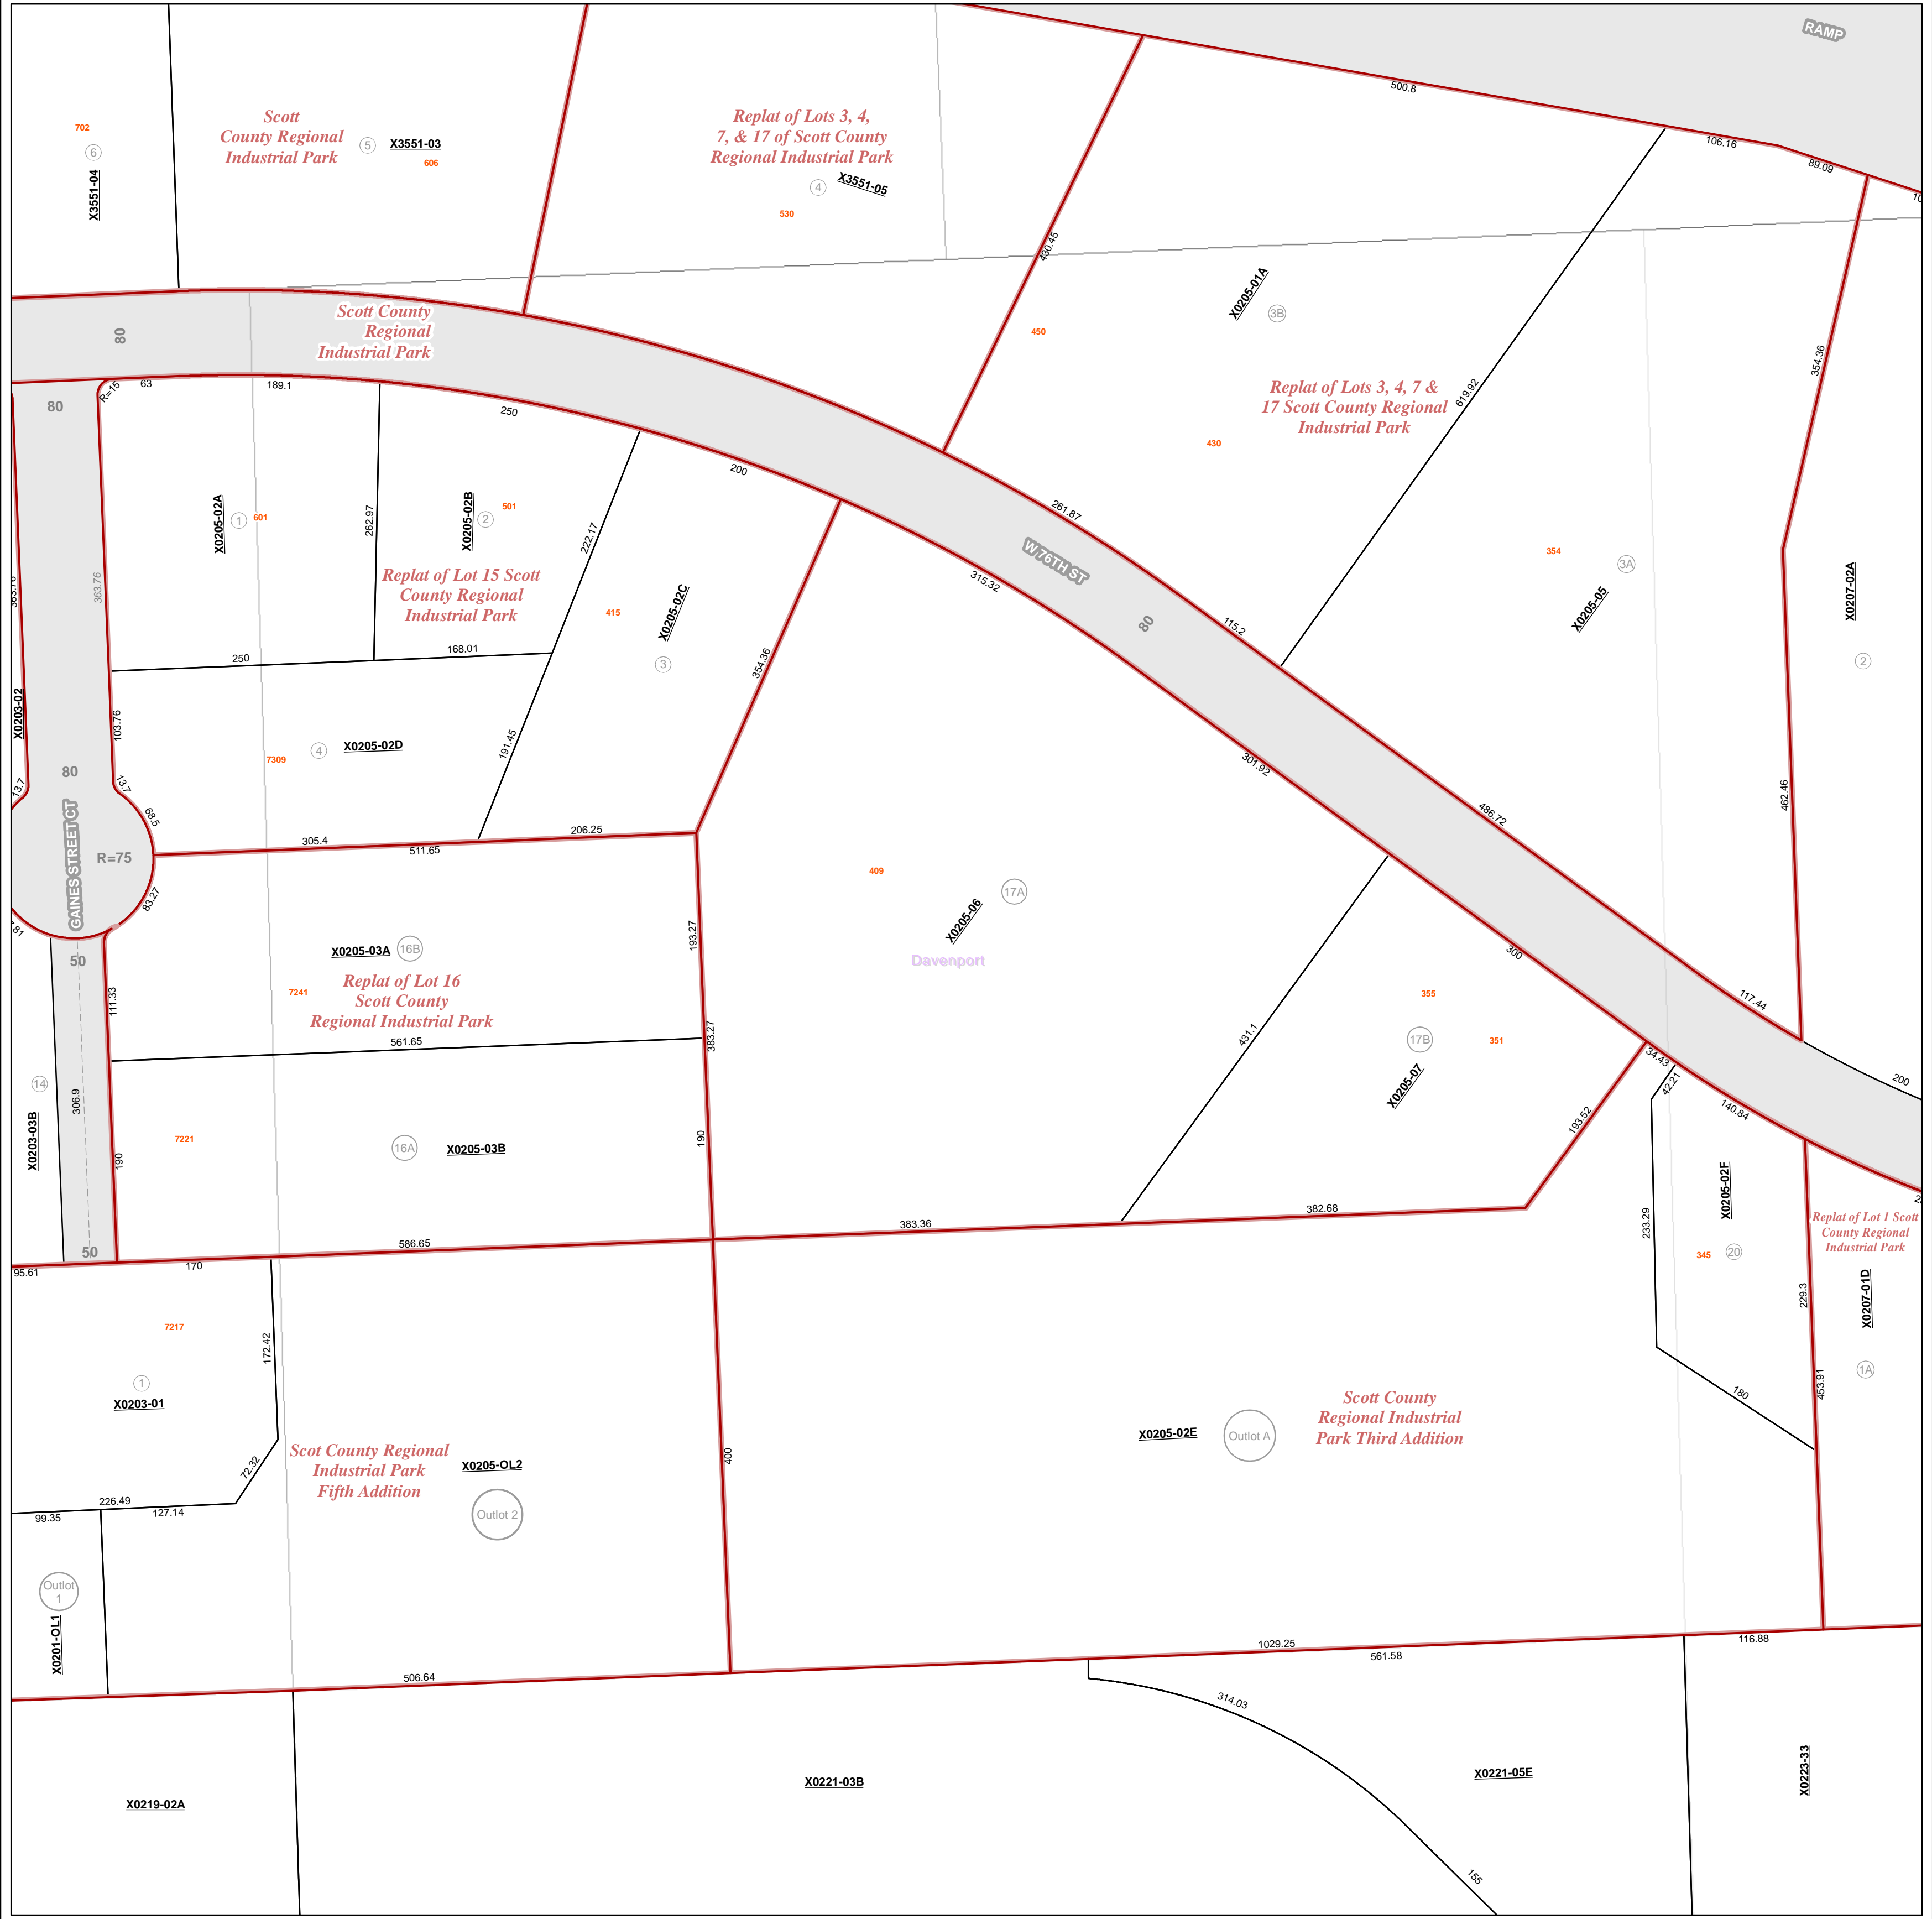 RAMP
500.8
106.16
89.09
10
702
6
X3551-04
Scott
County Regional
Industrial Park
5
X3551-03
606
Replat of Lots 3, 4,
7, & 17 of Scott County
Regional Industrial Park
4
X3551-05
530
430.45
450
X0205-01A
3B
430
Replat of Lots 3, 4, 7 &
17 Scott County Regional
Industrial Park
619.92
354.36
354
3A
X0205-05
X0207-02A
2
462.46
80
Scott County
Regional
Industrial Park
80
R=15
63
189.1
250
200
261.87
W 76TH ST
80
115.2
315.32
301.92
486.72
300
117.44
200
363.76
363.76
X0203-02
X0205-02A
1
601
262.97
X0205-02B
2
501
222.17
Replat of Lot 15 Scott
County Regional
Industrial Park
415
X0205-02C
3
354.36
250
168.01
103.76
13.7
13.7
68.5
80
7309
4
X0205-02D
191.45
GAINES STREET CT
R=75
83.27
.81
305.4
206.25
511.65
50
111.33
X0205-03A
16B
7241
Replat of Lot 16
Scott County
Regional Industrial Park
193.27
383.27
561.65
409
X0205-06
17A
Davenport
431.1
355
17B
351
X0205-07
193.52
34.43
42.21
140.84
14
306.9
X0203-03B
7221
190
16A
X0205-03B
190
50
586.65
383.36
382.68
233.29
X0205-02F
345
20
2
Replat of Lot 1 Scott
County Regional
Industrial Park
229.3
X0207-01D
1A
453.91
180
95.61
170
7217
172.42
1
X0203-01
72.32
226.49
99.35
127.14
Scot County Regional
Industrial Park
Fifth Addition
X0205-OL2
Outlot 2
400
X0205-02E
Outlot A
Scott County
Regional Industrial
Park Third Addition
Outlot
1
X0201-OL1
506.64
1029.25
561.58
116.88
314.03
X0219-02A
X0221-03B
X0221-05E
X0223-33
155